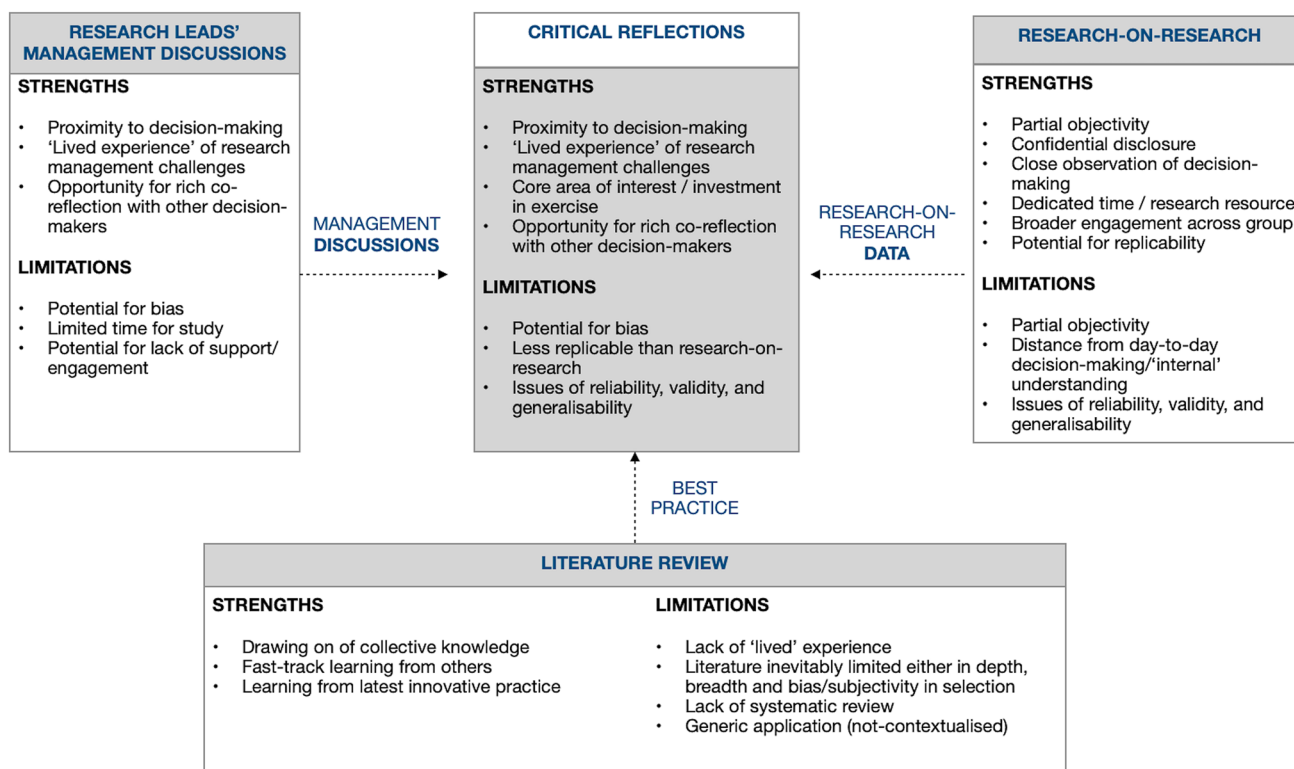 RESEARCH LEADS'
MANAGEMENT DISCUSSIONS
STRENGTHS
• Proximity to decision-making
• 'Lived experience' of research
management challenges
• Opportunity for rich co-
reflection with other decision-
makers
LIMITATIONS
• Potential for bias
• Limited time for study
• Potential for lack of support/
engagement
MANAGEMENT
DISCUSSIONS
CRITICAL REFLECTIONS
STRENGTHS
• Proximity to decision-making
• 'Lived experience' of research
management challenges
• Core area of interest / investment
in exercise
• Opportunity for rich co-reflection
with other decision-makers
LIMITATIONS
• Potential for bias
• Less replicable than research-on-
research
• Issues of reliability, validity, and
generalisability
RESEARCH-ON-
RESEARCH
DATA
RESEARCH-ON-RESEARCH
STRENGTHS
• Partial objectivity
• Confidential disclosure
• Close observation of decision-
making
• Dedicated time / research resource
• Broader engagement across group
• Potential for replicability
LIMITATIONS
• Partial objectivity
• Distance from day-to-day
decision-making/'internal'
understanding
• Issues of reliability, validity, and
generalisability
BEST
PRACTICE
LITERATURE REVIEW
STRENGTHS
• Drawing on of collective knowledge
• Fast-track learning from others
• Learning from latest innovative practice
LIMITATIONS
• Lack of 'lived' experience
• Literature inevitably limited either in depth,
breadth and bias/subjectivity in selection
• Lack of systematic review
• Generic application (not-contextualised)